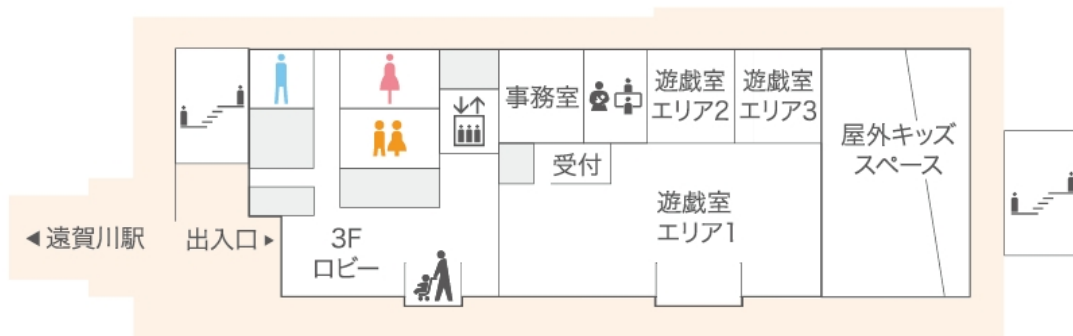 事務室
遊戯室
エリア2
遊戯室
エリア3
屋外キッズ
スペース
受付
遊戯室
エリア1
◀遠賀川駅
出入口▶
3F
ロビー